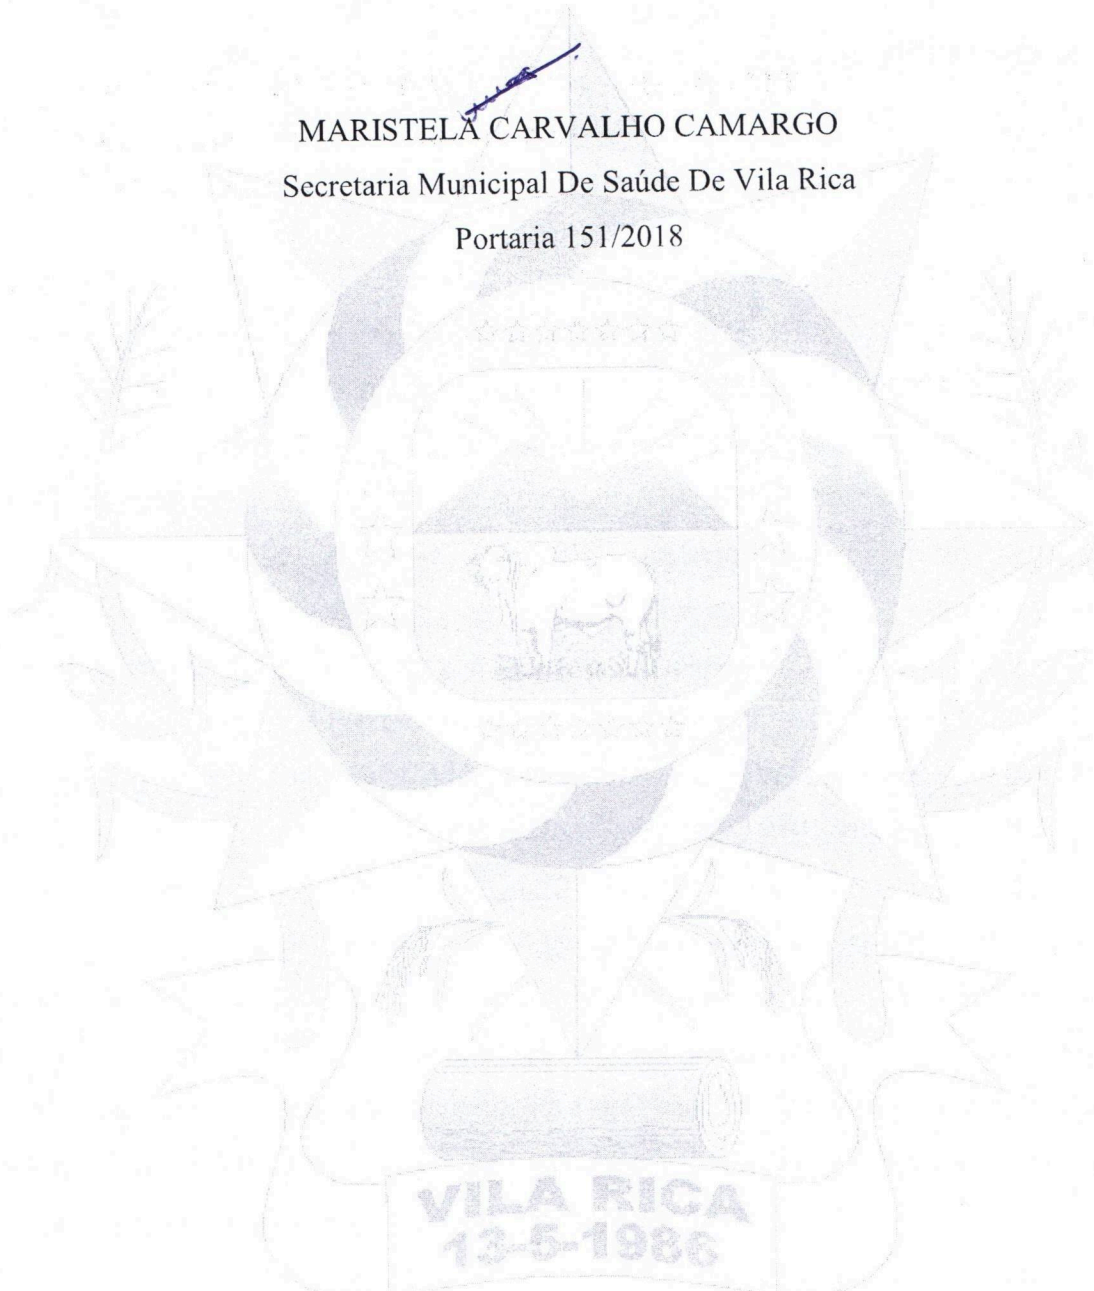 MARISTELA CARVALHO CAMARGO
Secretaria Municipal De Saúde De Vila Rica
Portaria 151/2018
VILA RICA
13-5-1986